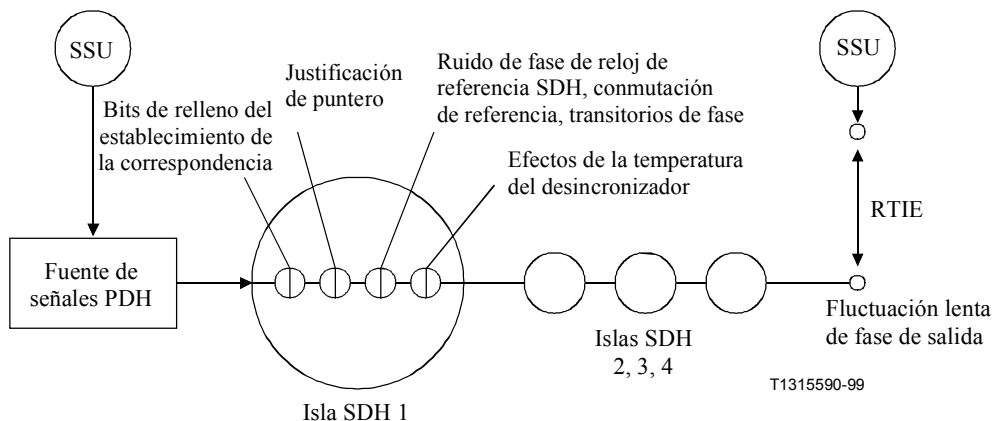 SSU
SSU
Bits de relleno del
establecimiento de
la correspondencia
Justificación
de puntero
Ruido de fase de reloj de
referencia SDH, conmutación
de referencia, transitorios de fase
Efectos de la temperatura
del desincronizador
RTIE
Fuente de
señales PDH
Isla SDH 1
Islas SDH
2, 3, 4
Fluctuación lenta
de fase de salida
T1315590-99